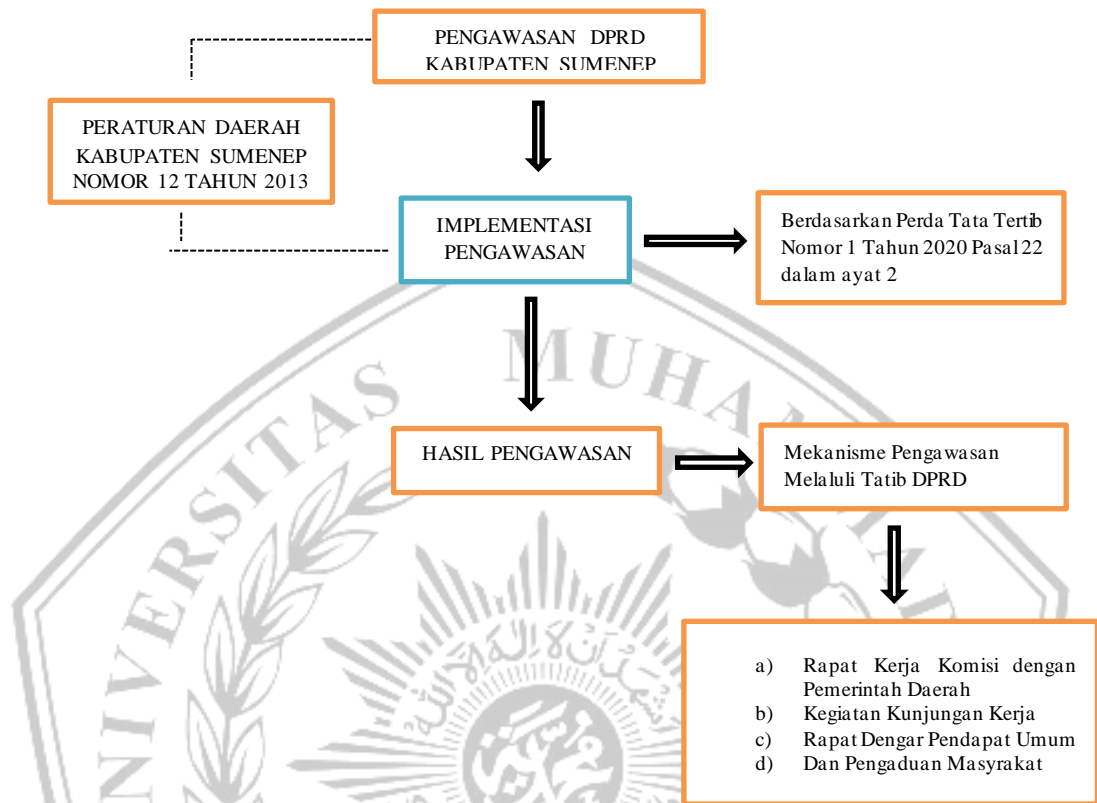 PENGAWASAN DPRD
KABUPATEN SUMENEP
PERATURAN DAERAH
KABUPATEN SUMENEP
NOMOR 12 TAHUN 2013
IMPLEMENTASI
PENGAWASAN
Berdasarkan Perda Tata Tertib
Nomor 1 Tahun 2020 Pasal 22
dalam ayat 2
HASIL PENGAWASAN
Mekanisme Pengawasan
Melaluli Tatib DPRD
a) Rapat Kerja Komisi dengan
Pemerintah Daerah
b) Kegiatan Kunjungan Kerja
c) Rapat Dengar Pendapat Umum
d) Dan Pengaduan Masyrakat
UNIVERSITAS MUHAM